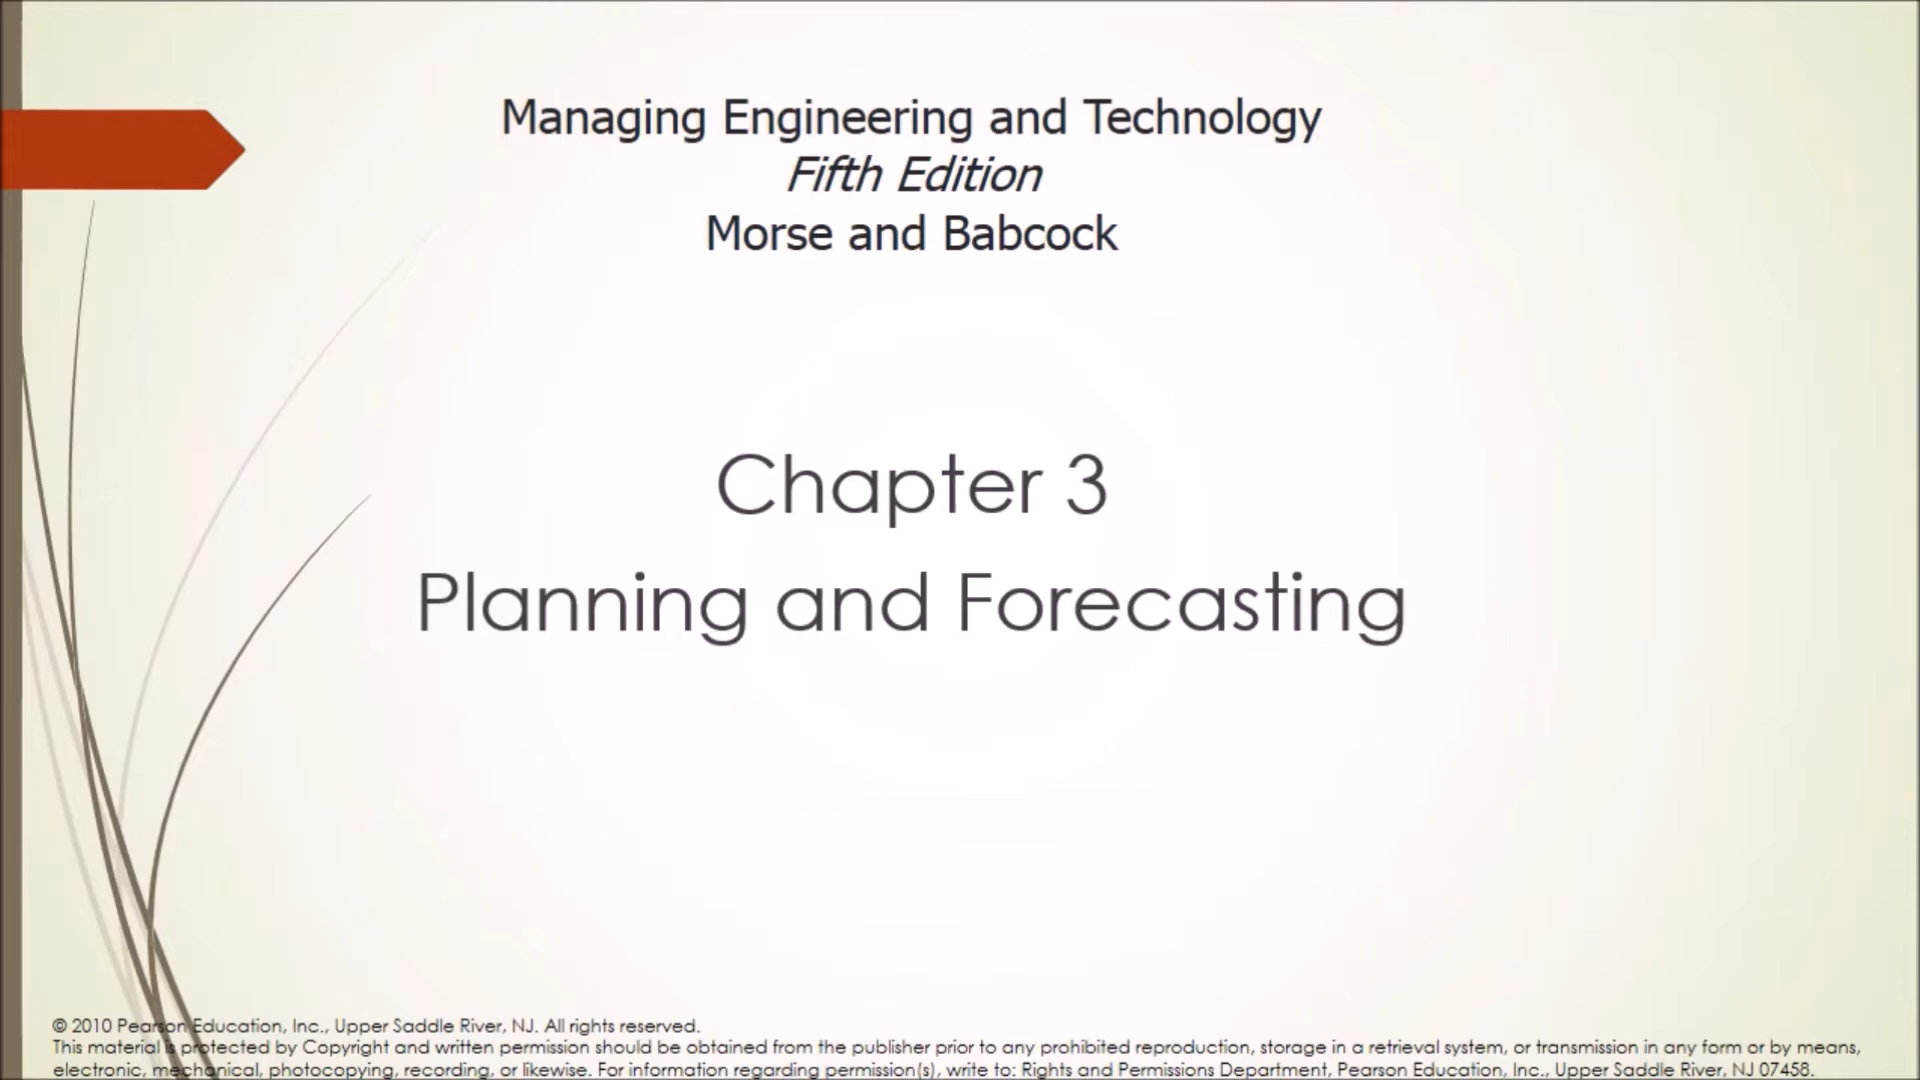 Managing Engineering and Technology
Fifth Edition
Morse and Babcock
Chapter 3
Planning and Forecasting
© 2010 Pearson Education, Inc., Upper Saddle River, NJ. All rights reserved.
This material is protected by Copyright and written permission should be obtained from the publisher prior to any prohibited reproduction, storage in a retrieval system, or transmission in any form or by means,
electronic, mechanical, photocopying, recording, or likewise. For information regarding permission(s), write to: Rights and Permissions Department, Pearson Education, Inc., Upper Saddle River, NJ 07458.